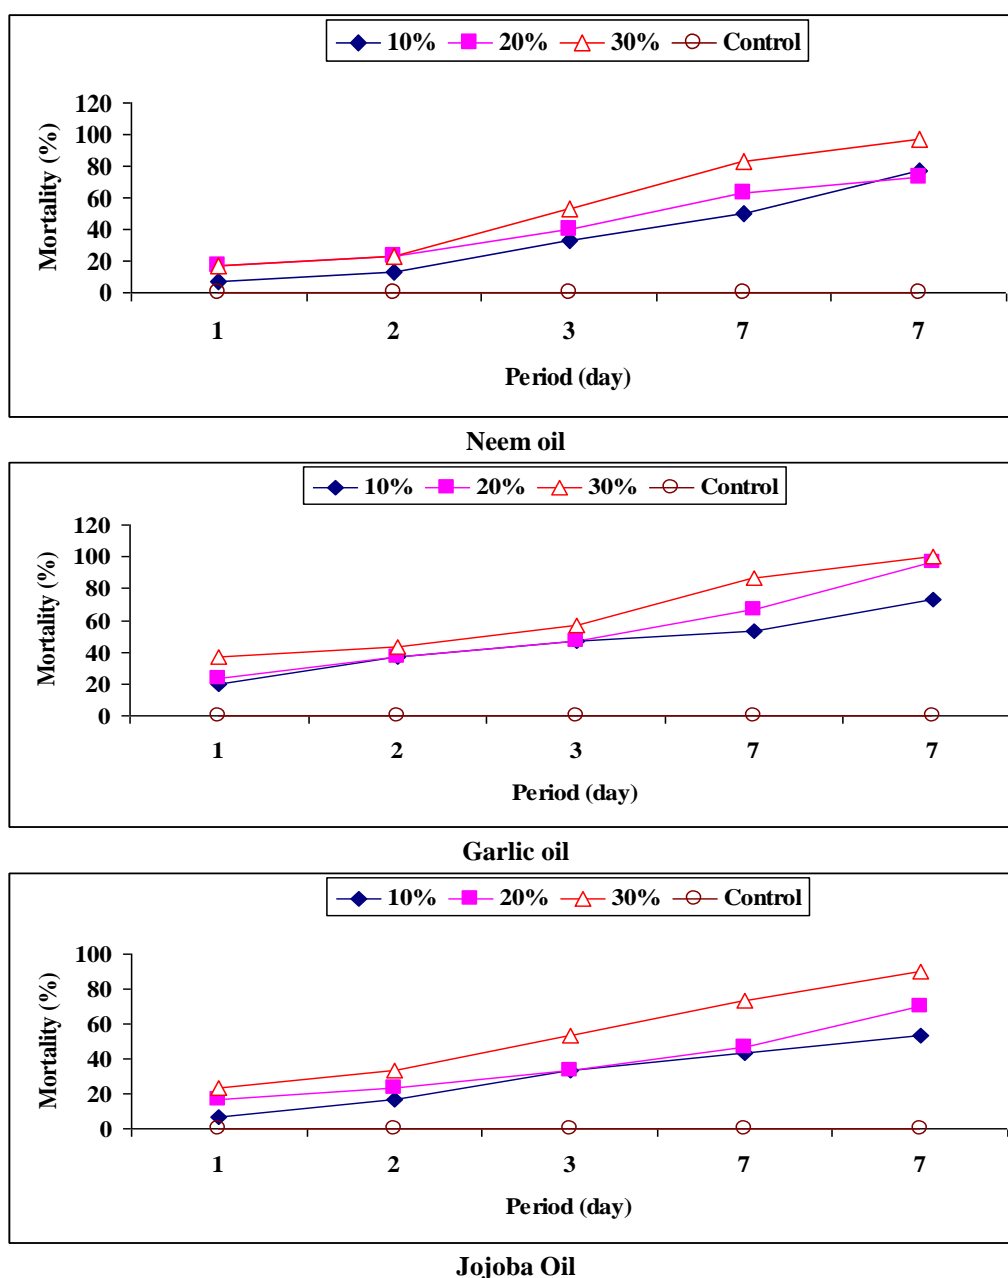 10% 20% 30% Control
120
100
80
60
40
20
0
Mortality (%)
1 2 3 7 7
Period (day)
Neem oil
10% 20% 30% Control
120
100
80
60
40
20
0
Mortality (%)
1 2 3 7 7
Period (day)
Garlic oil
10% 20% 30% Control
100
80
60
40
20
0
Mortality (%)
1 2 3 7 7
Period (day)
Jojoba Oil